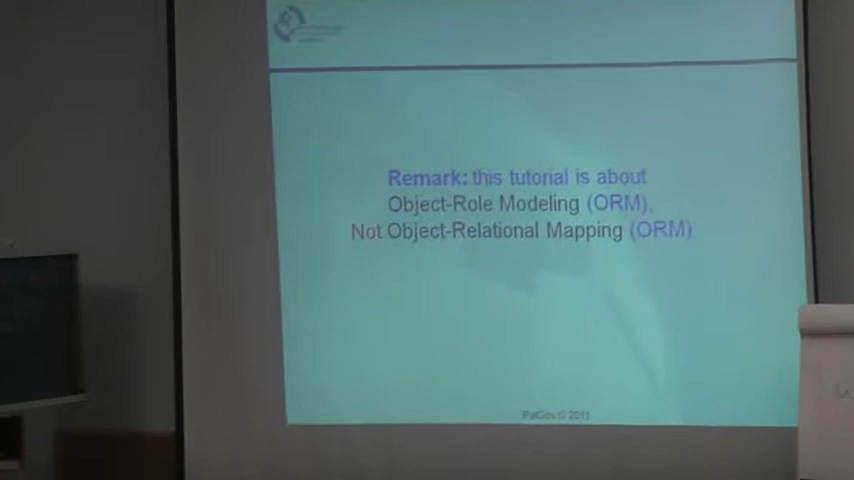 Remark: this tutorial is about
Object-Role Modeling (ORM),
Not Object-Relational Mapping (ORM)
PalGov © 2011